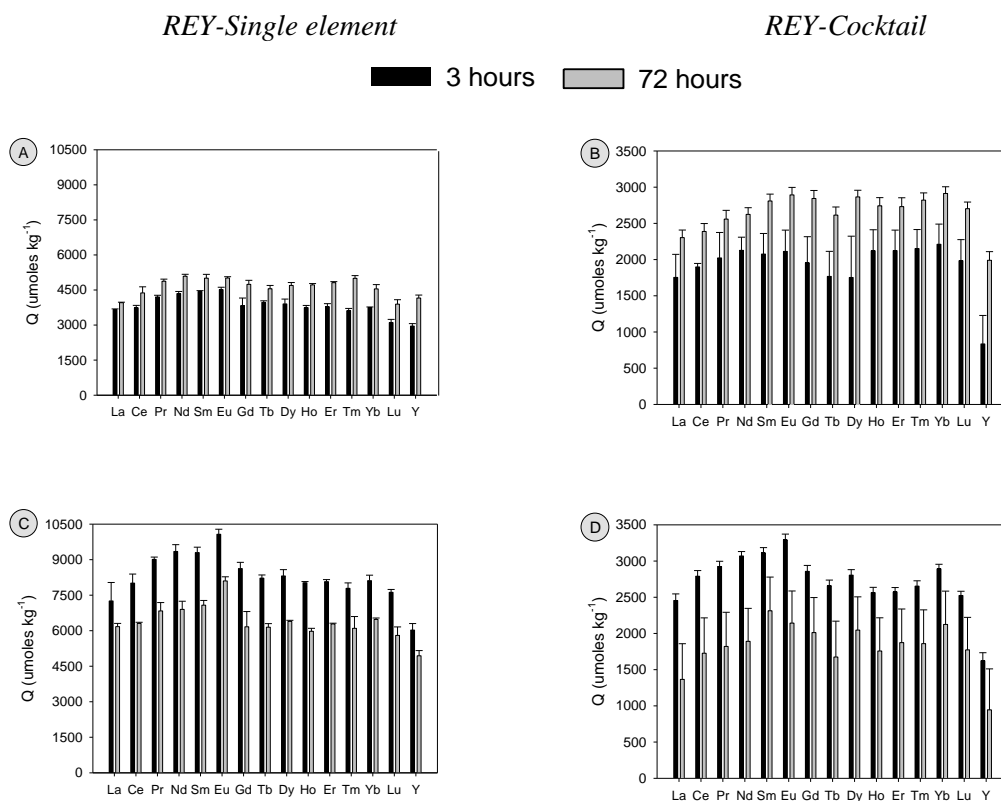 REY-Single element
REY-Cocktail
3 hours 72 hours
A
10500
9000
7500
6000
4500
3000
1500
0
Q (umoles kg-1)
La Ce Pr Nd Sm Eu Gd Tb Dy Ho Er Tm Yb Lu Y
B
3500
3000
2500
2000
1500
1000
500
0
Q (umoles kg-1)
La Ce Pr Nd Sm Eu Gd Tb Dy Ho Er Tm Yb Lu Y
C
10500
9000
7500
6000
4500
3000
1500
0
Q (umoles kg-1)
La Ce Pr Nd Sm Eu Gd Tb Dy Ho Er Tm Yb Lu Y
D
3500
3000
2500
2000
1500
1000
500
0
Q (umoles kg-1)
La Ce Pr Nd Sm Eu Gd Tb Dy Ho Er Tm Yb Lu Y